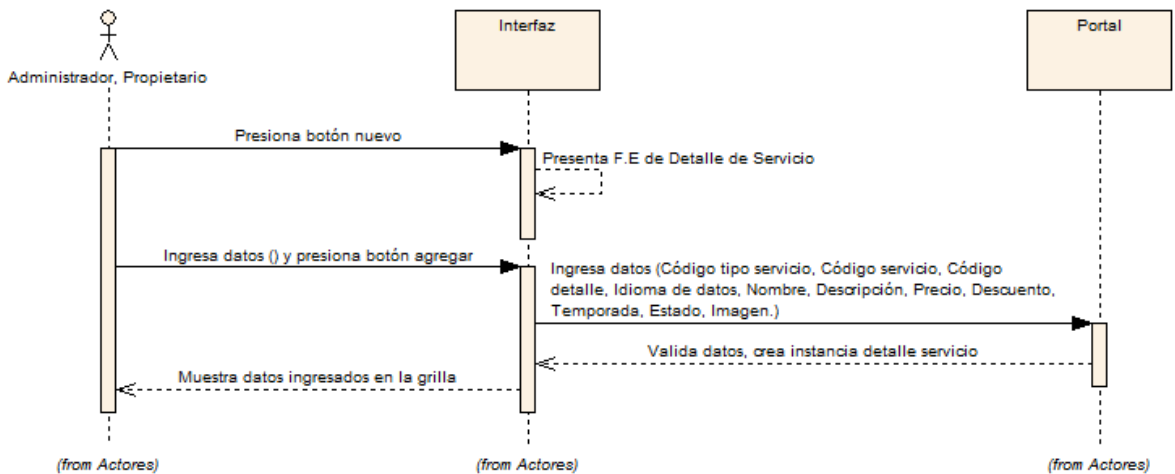 Interfaz
Portal
Administrador, Propietario
Presiona botón nuevo
Presenta F.E de Detalle de Servicio
Ingresa datos () y presiona botón agregar
Ingresa datos (Código tipo servicio, Código servicio, Código
detalle, Idioma de datos, Nombre, Descripción, Precio, Descuento,
Temporada, Estado, Imagen.)
Valida datos, crea instancia detalle servicio
Muestra datos ingresados en la grilla
(from Actores)
(from Actores)
(from Actores)